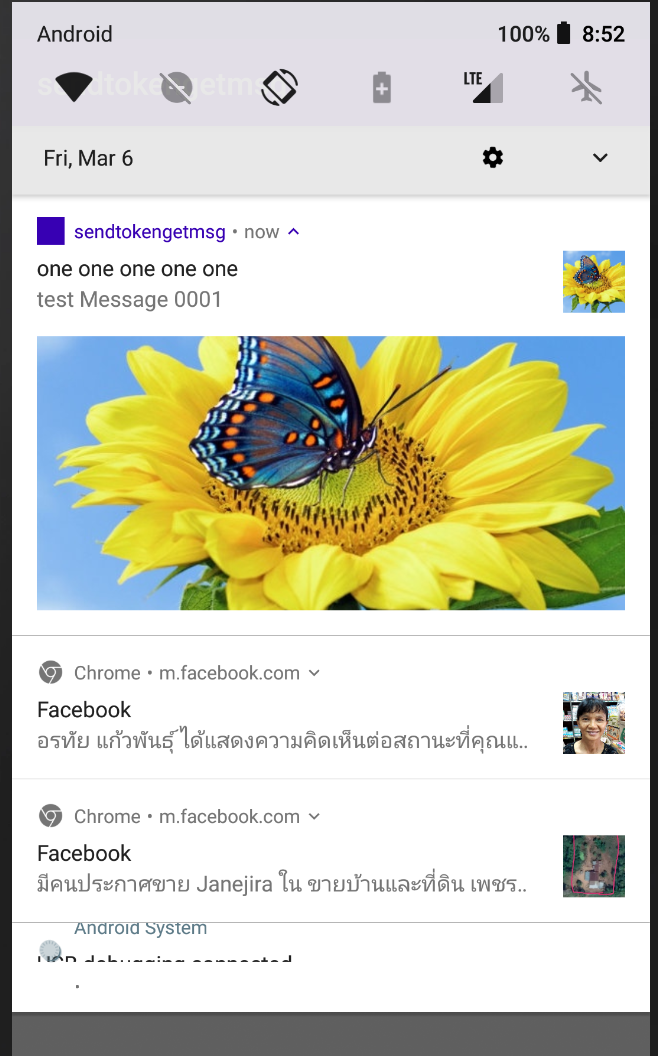 Android 100% 8:52
sendtokengetmsg
LTE
Fri, Mar 6
sendtokengetmsg • now
one one one one one
test Message 0001
Chrome • m.facebook.com
Facebook
อรทัย แก้วพันธุ์ ได้แสดงความคิดเห็นต่อสถานะที่คุณแ..
Chrome • m.facebook.com
Facebook
มีคนประกาศขาย Janejira ใน ขายบ้านและที่ดิน เพชร..
Android System
USB debugging connected